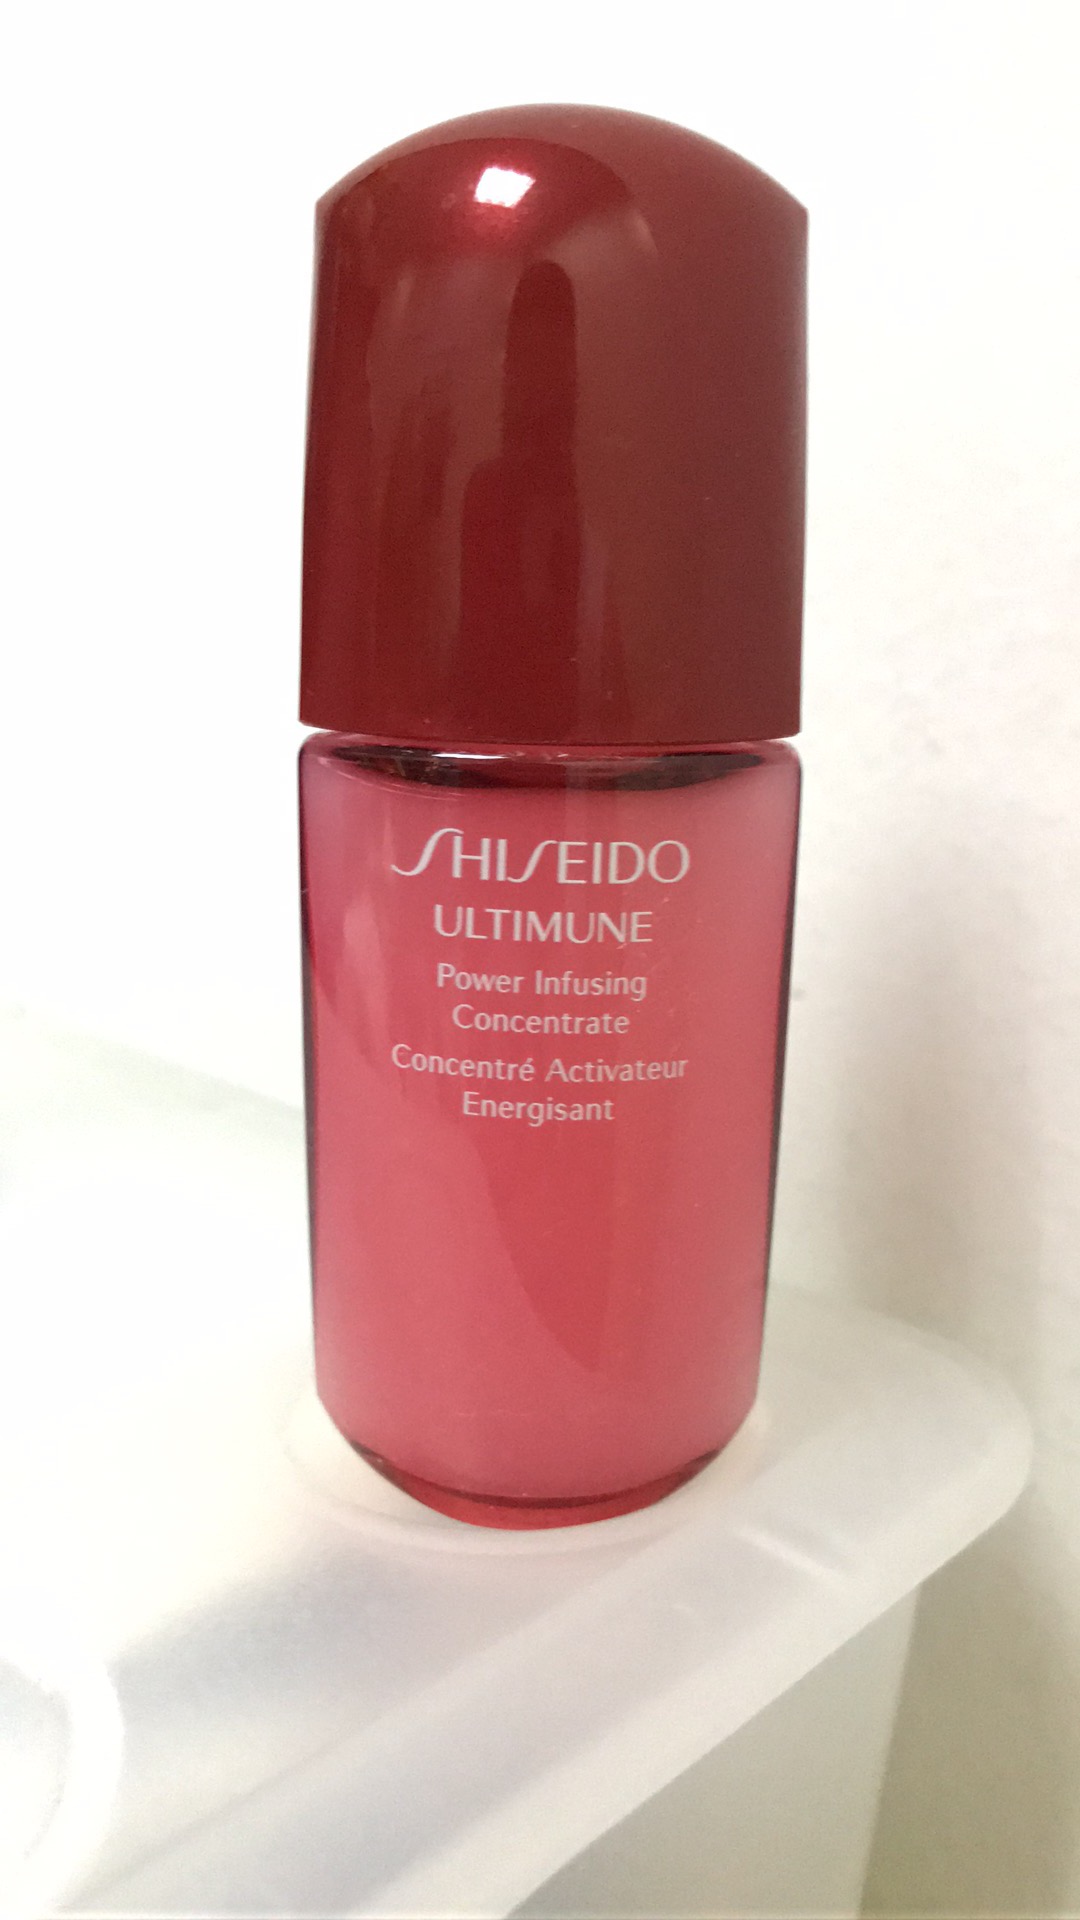 SHISEIDO
ULTIMUNE
Power Infusing
Concentrate
Concentré Activateur
Energisant